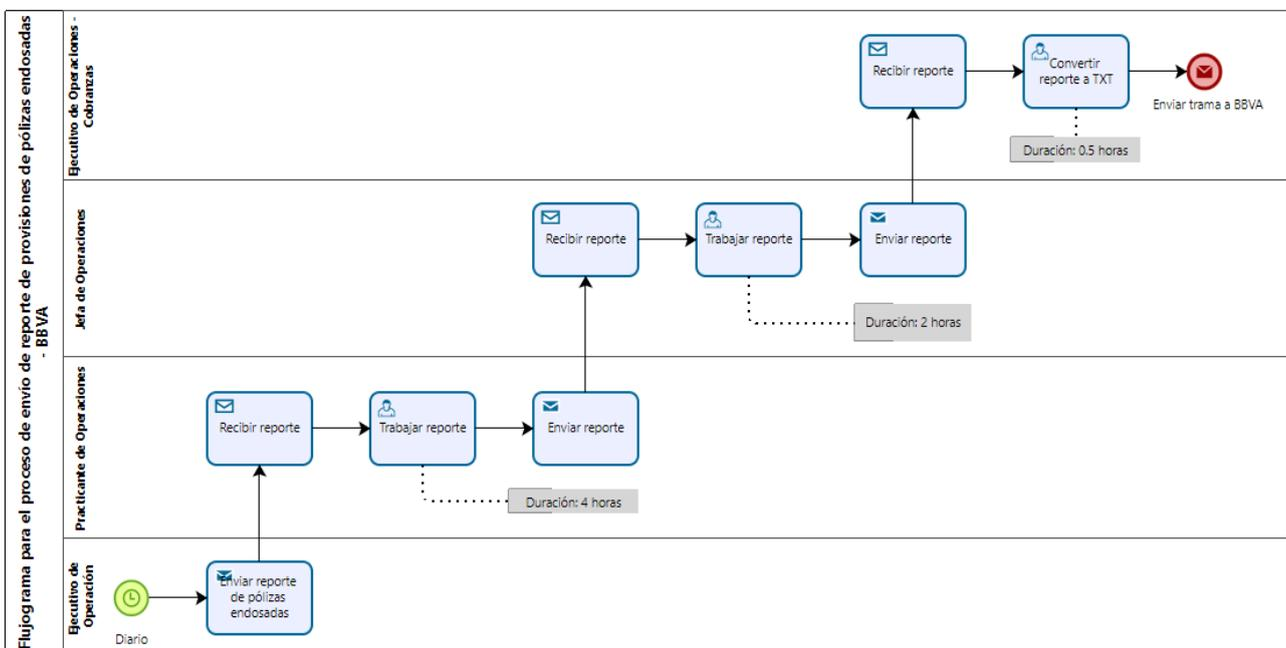 Flujograma para el proceso de envío de reporte de provisiones de pólizas endosadas
- BBVA
Ejecutivo de Operaciones -
Cobranzas
Recibir reporte
Convertir
reporte a TXT
Enviar trama a BBVA
Duración: 0.5 horas
Jefa de Operaciones
Recibir reporte
Trabajar reporte
Enviar reporte
Duración: 2 horas
Practicante de Operaciones
Recibir reporte
Trabajar reporte
Enviar reporte
Duración: 4 horas
Ejecutivo de
Operación
Diario
Enviar reporte
de pólizas
endosadas